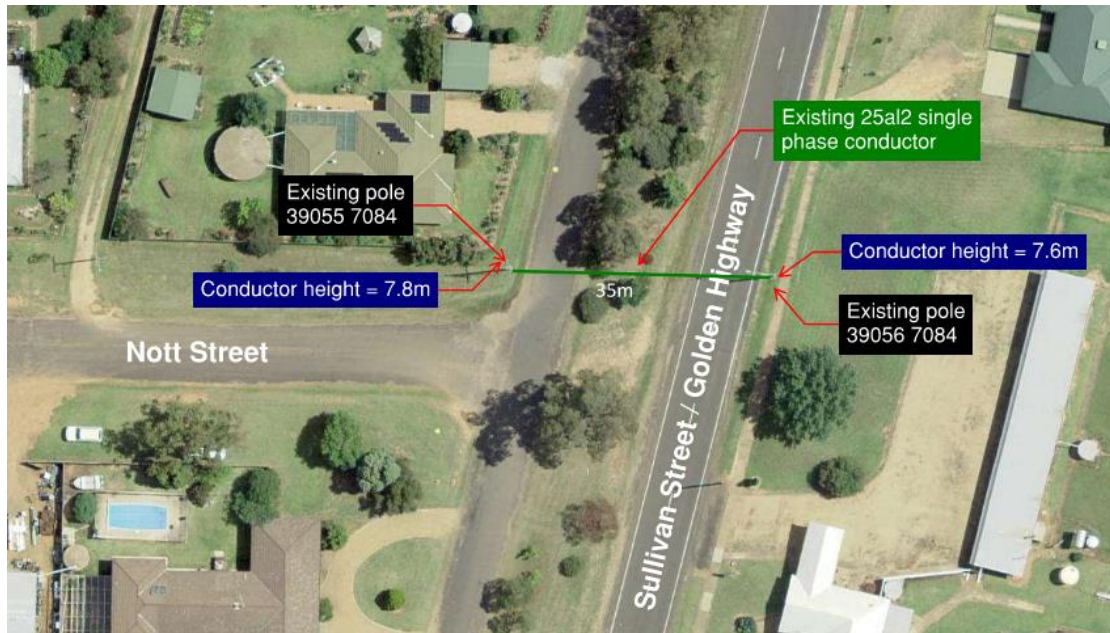 Existing 25al2 single
phase conductor
Existing pole
39055 7084
Conductor height = 7.8m
35m
Conductor height = 7.6m
Existing pole
39056 7084
Nott Street
Sullivan Street / Golden Highway